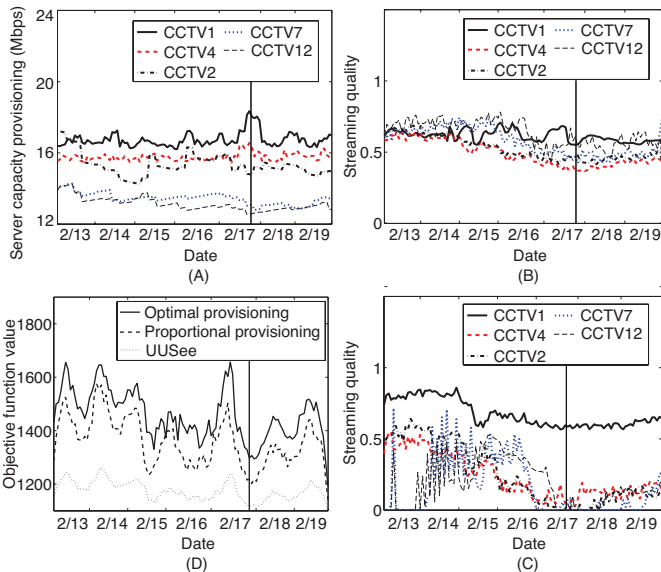 Server capacity provisioning (Mbps)
24
20
16
12
CCTV1
CCTV4
CCTV2
CCTV7
CCTV12
2/13 2/14 2/15 2/16 2/17 2/18 2/19
Date
(A)
Streaming quality
1
0.5
0
CCTV1
CCTV4
CCTV2
CCTV7
CCTV12
2/13 2/14 2/15 2/16 2/17 2/18 2/19
Date
(B)
Objective function value
1800
1600
1400
1200
Optimal provisioning
Proportional provisioning
UUSee
2/13 2/14 2/15 2/16 2/17 2/18 2/19
Date
(D)
Streaming quality
1
0.5
0
CCTV1
CCTV4
CCTV2
CCTV7
CCTV12
2/13 2/14 2/15 2/16 2/17 2/18 2/19
Date
(C)